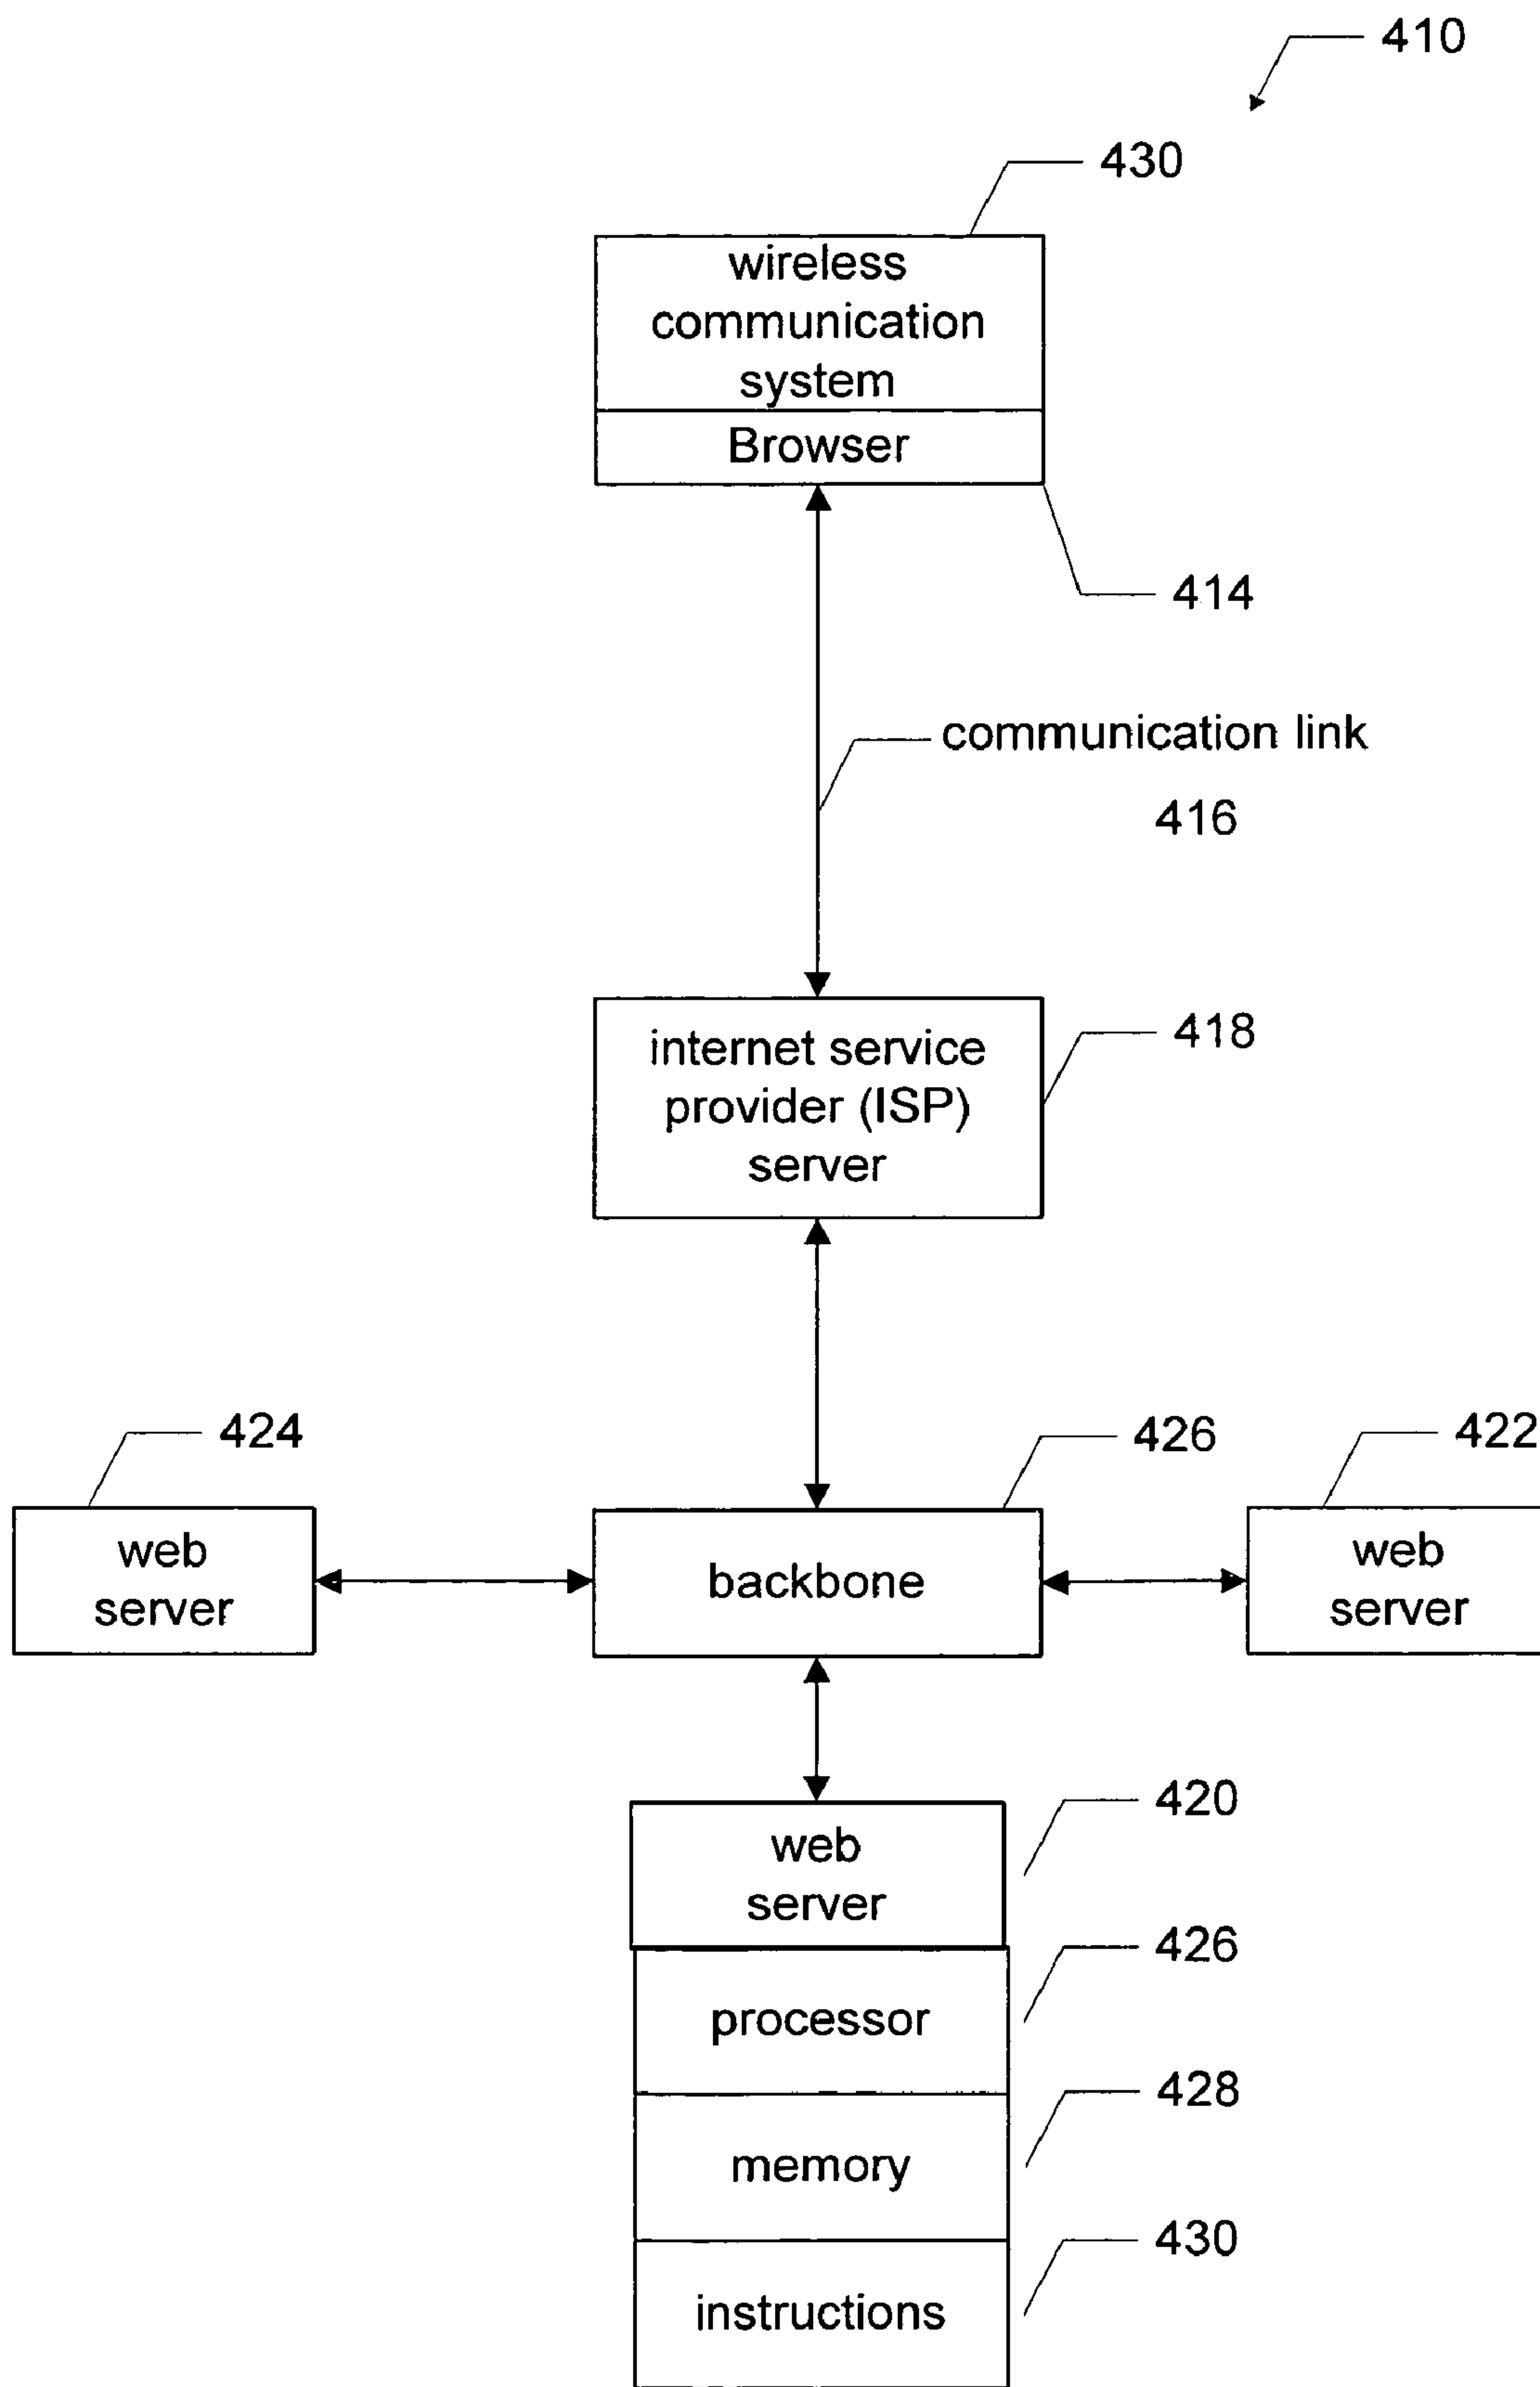 410
430
wireless
communication
system
Browser
414
communication link
416
internet service
provider (ISP)
server
418
424
426
422
web
server
backbone
web
server
420
web
server
426
processor
428
memory
430
instructions